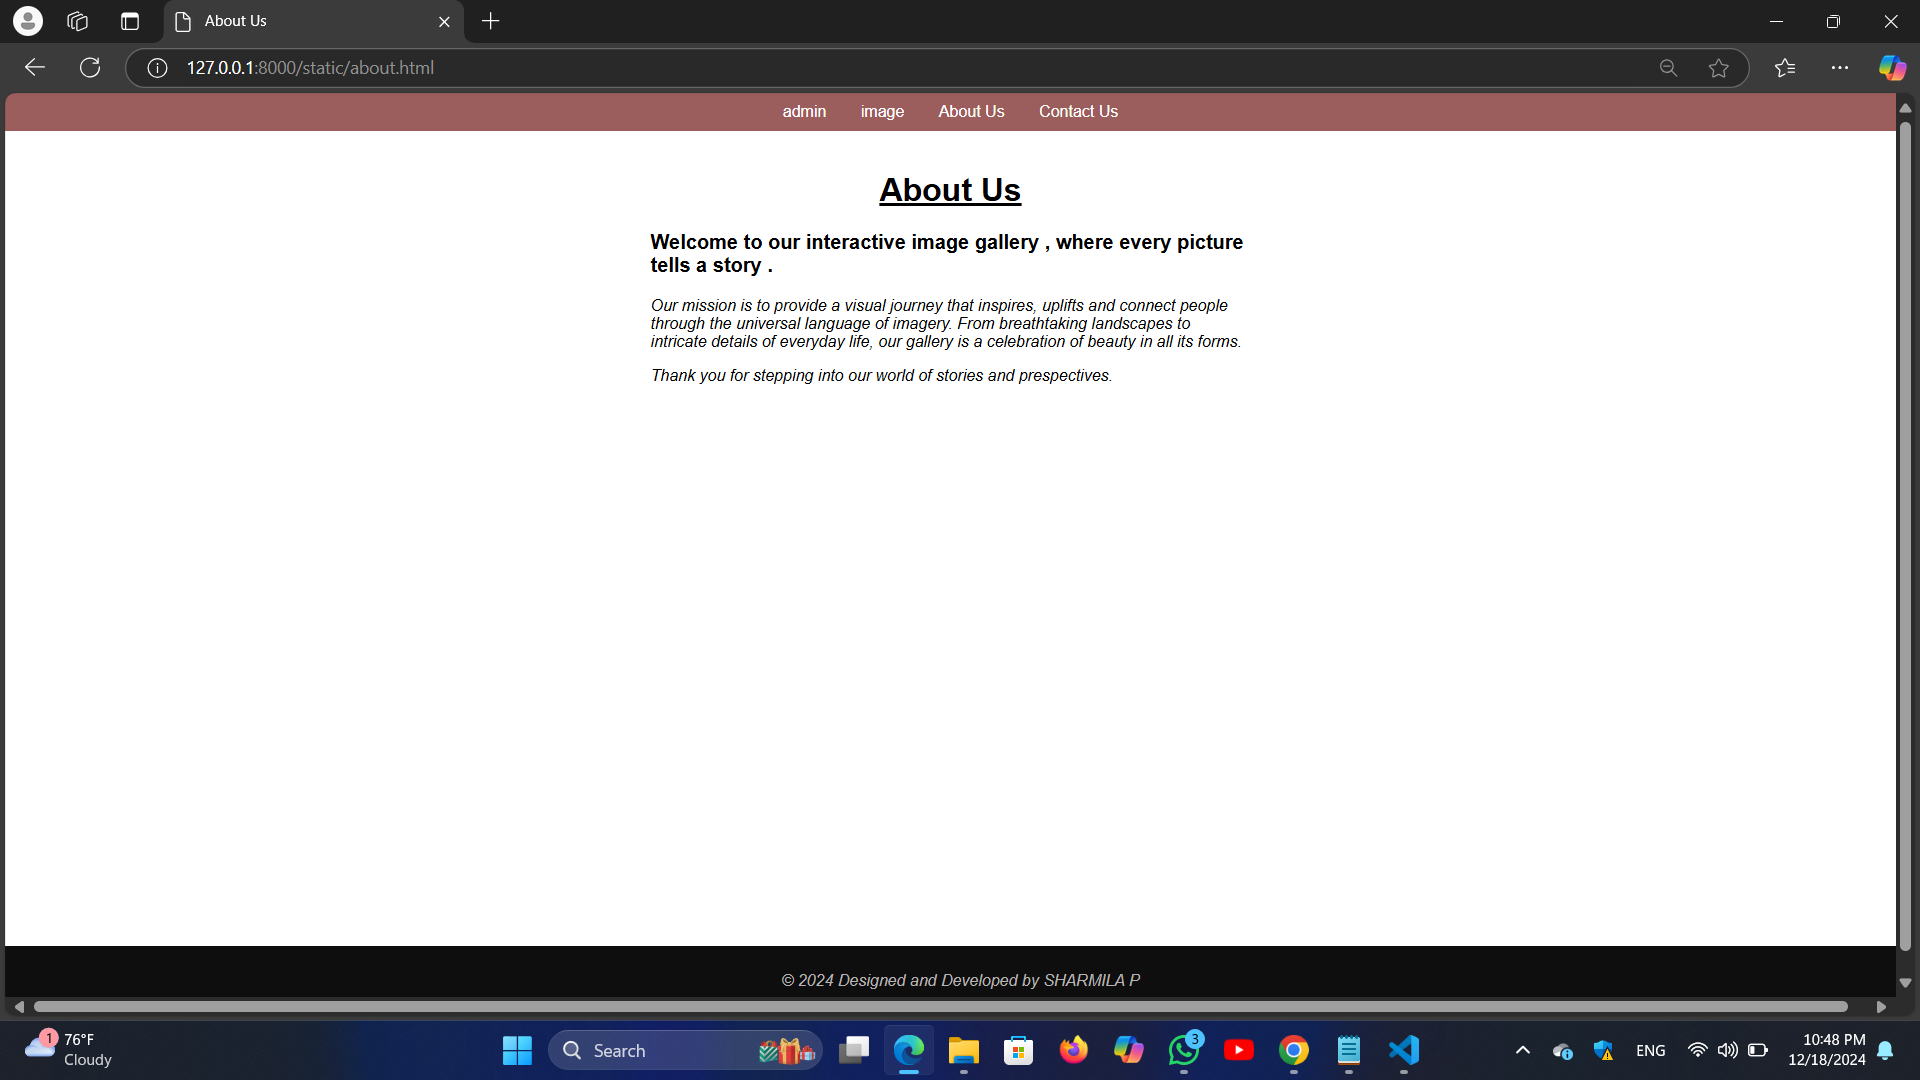 About Us
127.0.0.1:8000/static/about.html
admin image About Us Contact Us
About Us
Welcome to our interactive image gallery , where every picture
tells a story .
Our mission is to provide a visual journey that inspires, uplifts and connect people
through the universal language of imagery. From breathtaking landscapes to
intricate details of everyday life, our gallery is a celebration of beauty in all its forms.
Thank you for stepping into our world of stories and prespectives.
© 2024 Designed and Developed by SHARMILA P
1
76°F
Cloudy
Search
3
ENG
10:48 PM
12/18/2024